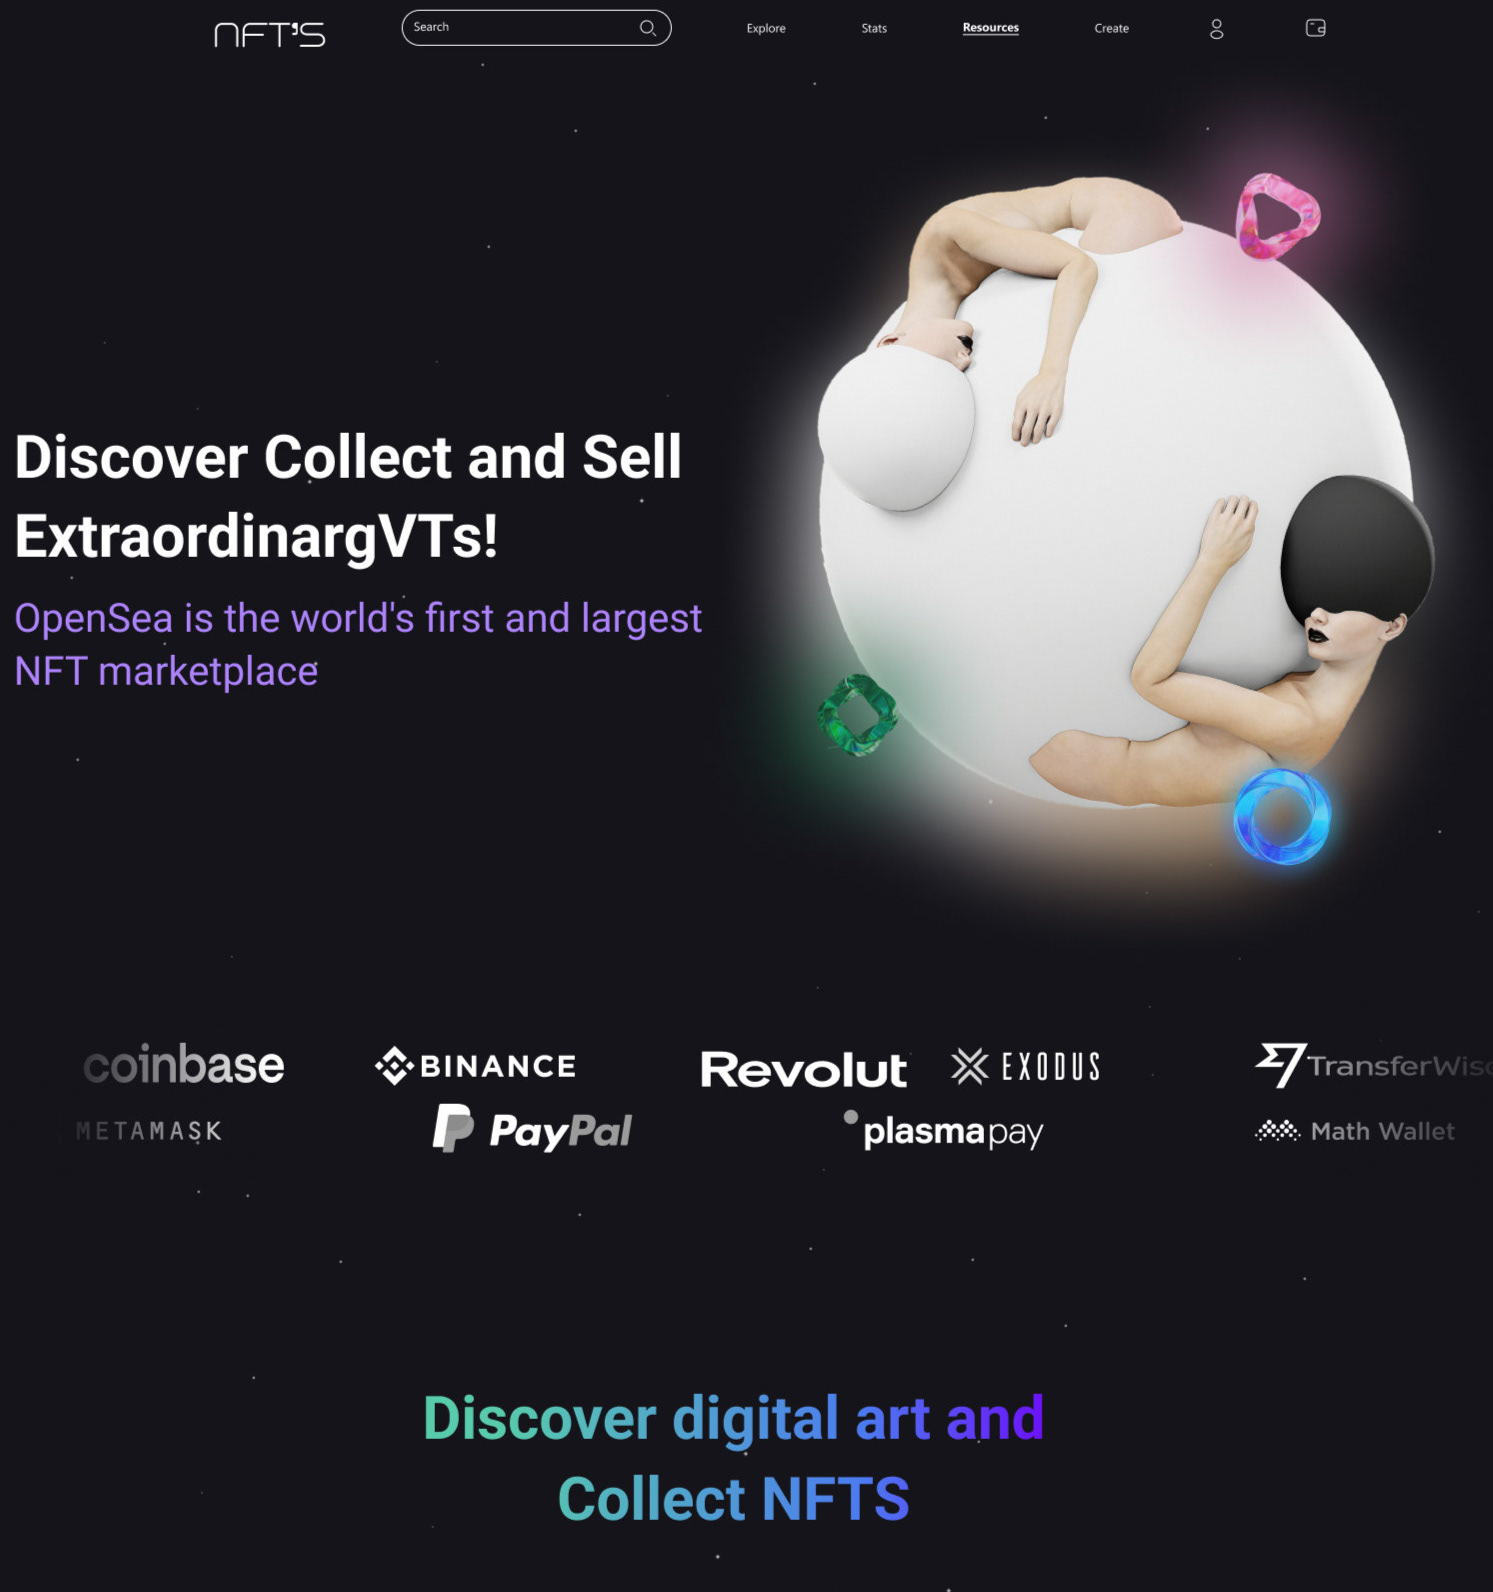 NFT'S
Search
Explore
Stats
Resources
Create
Discover Collect and Sell
ExtraordinargVTs!
OpenSea is the world's first and largest
NFT marketplace
coinbase
BINANCE
Revolut
EXODUS
TransferWise
METAMASK
PayPal
plasmapay
Math Wallet
Discover digital art and
Collect NFTS